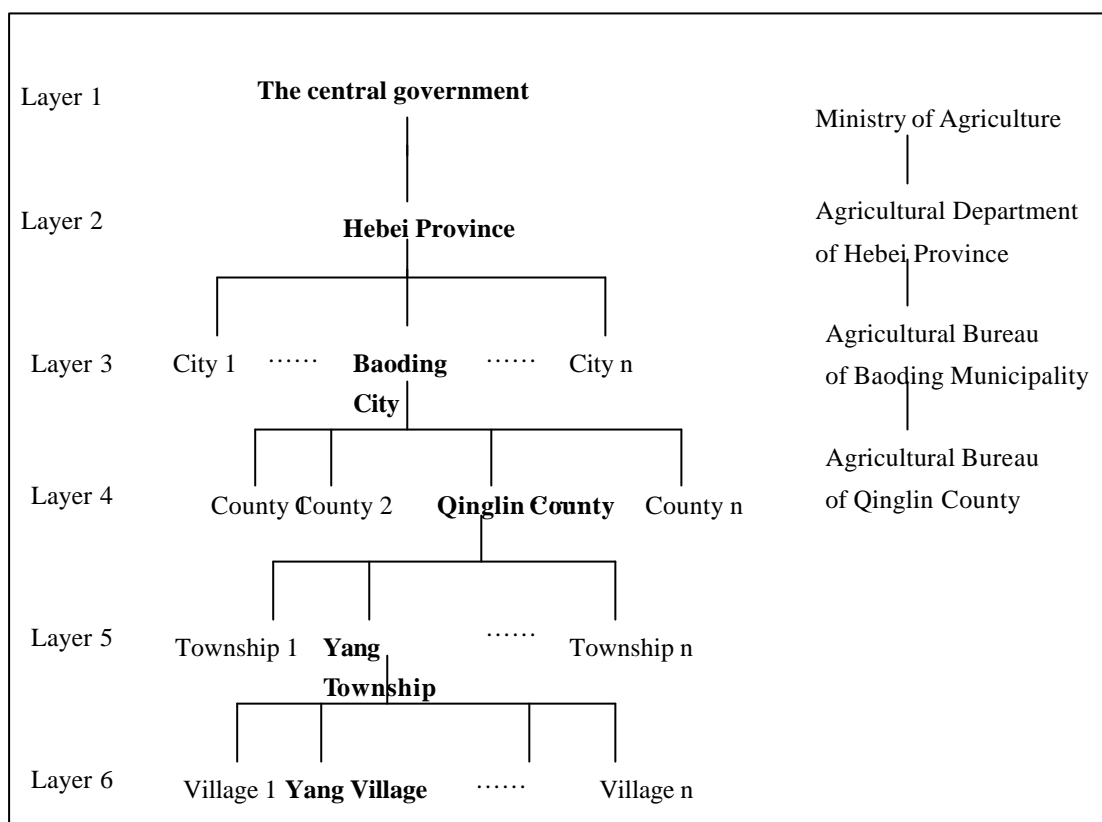 Layer 1
The central government
Ministry of Agriculture
Layer 2
Hebei Province
Agricultural Department
of Hebei Province
Layer 3
City 1 ...... Baoding ...... City n
City
Agricultural Bureau
of Baoding Municipality
Layer 4
County 1 County 2 Qinglin County County n
Agricultural Bureau
of Qinglin County
Layer 5
Township 1 Yang ...... Township n
Township
Layer 6
Village 1 Yang Village ...... Village n